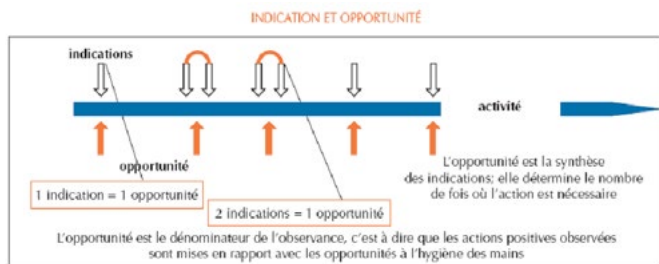 INDICATION ET OPPORTUNITÉ
indications
activité
opportunité
1 indication = 1 opportunité
2 indications = 1 opportunité
L'opportunité est la synthèse
des indications; elle détermine le nombre
de fois où l'action est nécessaire
L'opportunité est le dénominateur de l'observance, c'est à dire que les actions positives observées
sont mises en rapport avec les opportunités à l'hygiène des mains